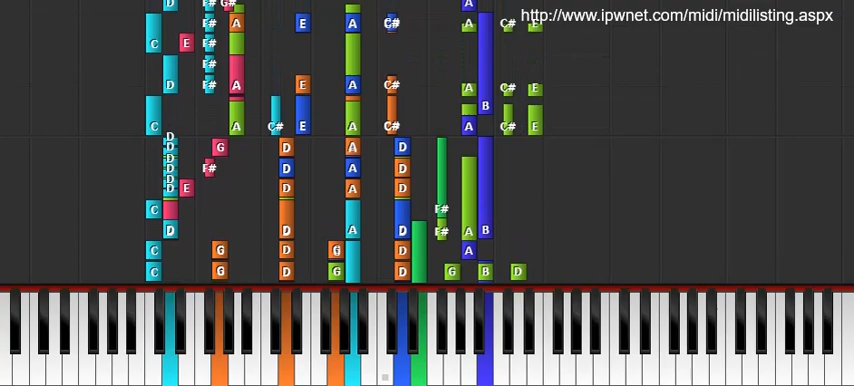 D F# G# A
http://www.ipwnet.com/midi/midilisting.aspx
F# A E A C# A C# E
C E F#
F#
D F# A E A C# A C# E
B
C A C# E A C# A C# E
D
D G D A D
D
D F# D A D
D
D E D A D
C F#
D D A D F# A B
C G D G D A
C G D G D G B D